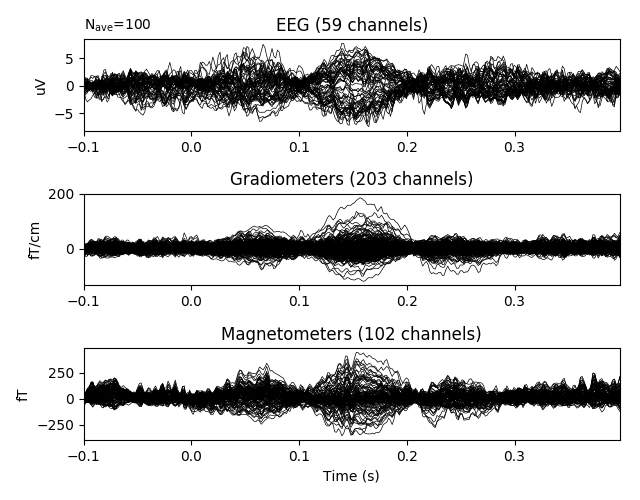 Nave=100
EEG (59 channels)
5
0
−5
uV
−0.1 0.0 0.1 0.2 0.3
Gradiometers (203 channels)
200
0
fT/cm
−0.1 0.0 0.1 0.2 0.3
Magnetometers (102 channels)
250
0
−250
fT
−0.1 0.0 0.1 0.2 0.3
Time (s)